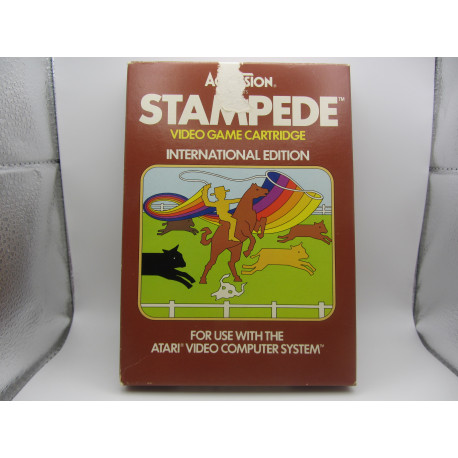 STAMPEDE™
VIDEO GAME CARTRIDGE
INTERNATIONAL EDITION
FOR USE WITH THE
ATARI® VIDEO COMPUTER SYSTEM™